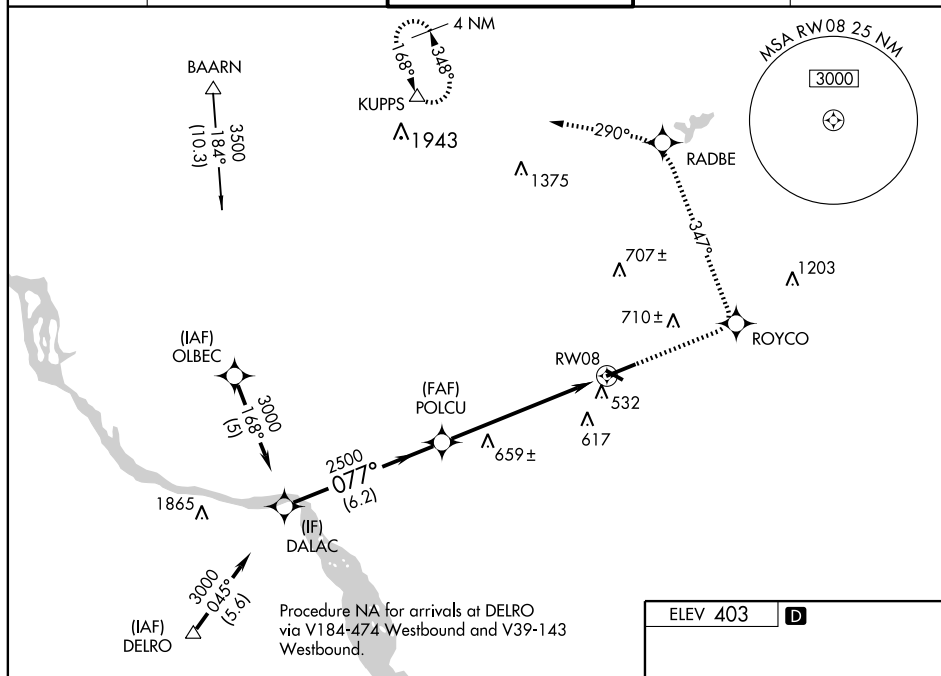 4 NM
168°
348°
KUPPS
1943
BAARN
3500
184°
(10.3)
MSA RW08 25 NM
3000
290°
RADBE
1375
347°
707±
1203
710±
ROYCO
(IAF)
OLBEC
3000
168°
(5)
RW08
532
617
(FAF)
POLCU
659±
2500
077°
(6.2)
1865
(IF)
DALAC
3000
045°
(5.6)
(IAF)
DELRO
Procedure NA for arrivals at DELRO
via V184-474 Westbound and V39-143
Westbound.
ELEV 403
D